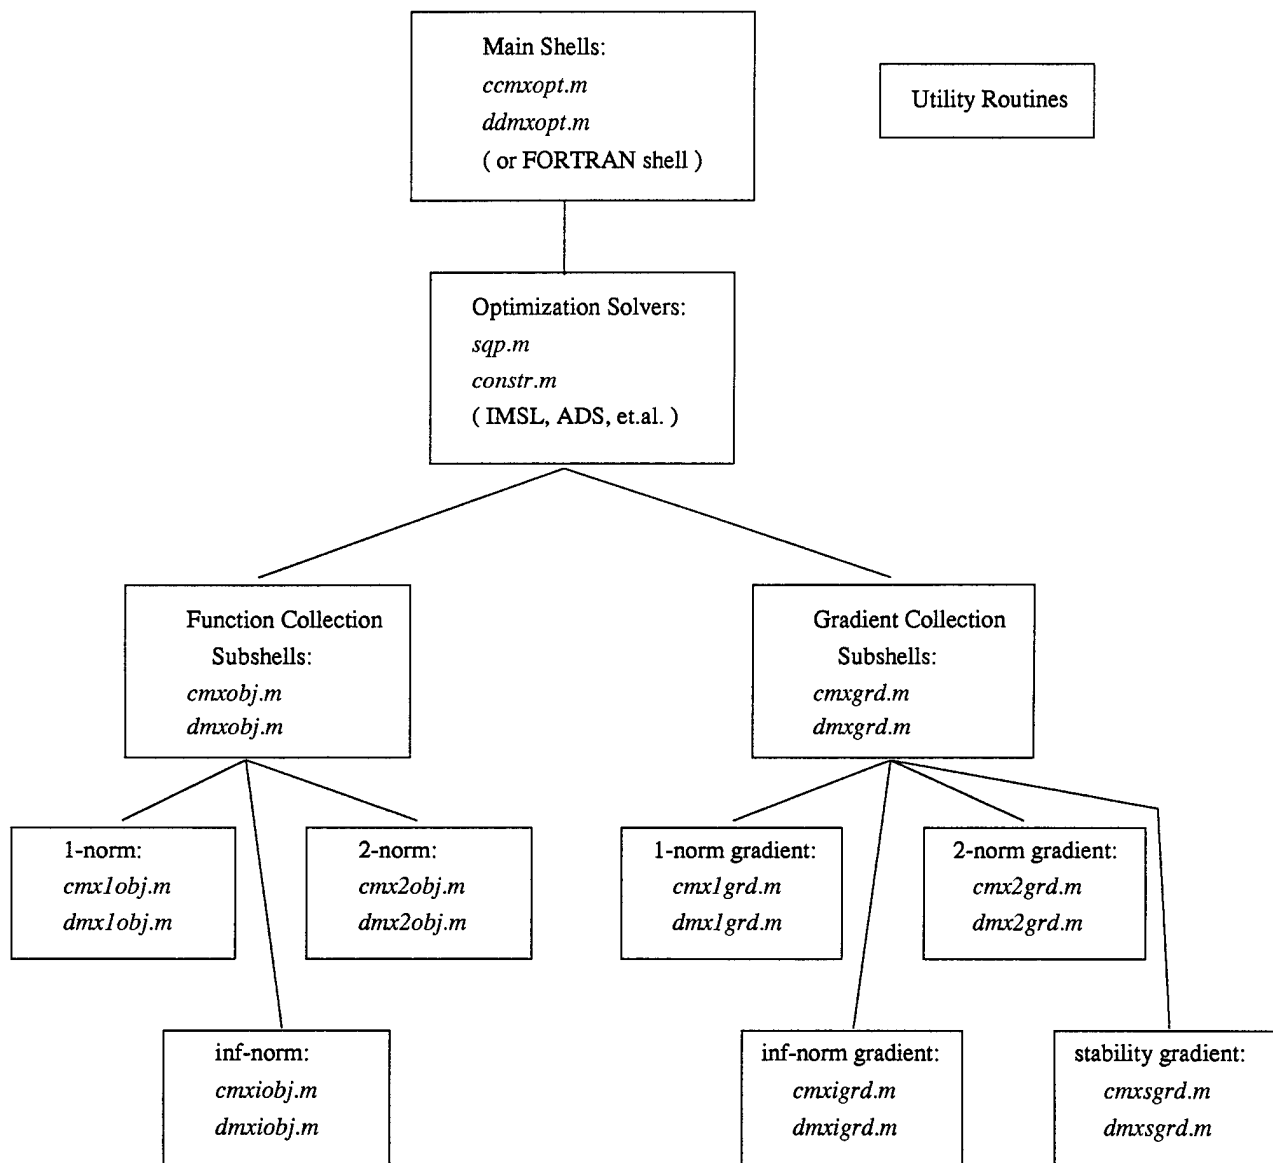 Main Shells:
ccmxopt.m
ddmxopt.m
( or FORTRAN shell )
Utility Routines
Optimization Solvers:
sqp.m
constr.m
( IMSL, ADS, et.al. )
Function Collection
Subshells:
cmxobj.m
dmxobj.m
Gradient Collection
Subshells:
cmxgrd.m
dmxgrd.m
1-norm:
cmx1obj.m
dmx1obj.m
2-norm:
cmx2obj.m
dmx2obj.m
1-norm gradient:
cmx1grd.m
dmx1grd.m
2-norm gradient:
cmx2grd.m
dmx2grd.m
inf-norm:
cmxiobj.m
dmxiobj.m
inf-norm gradient:
cmxigrd.m
dmxigrd.m
stability gradient:
cmxsgrd.m
dmxsgrd.m